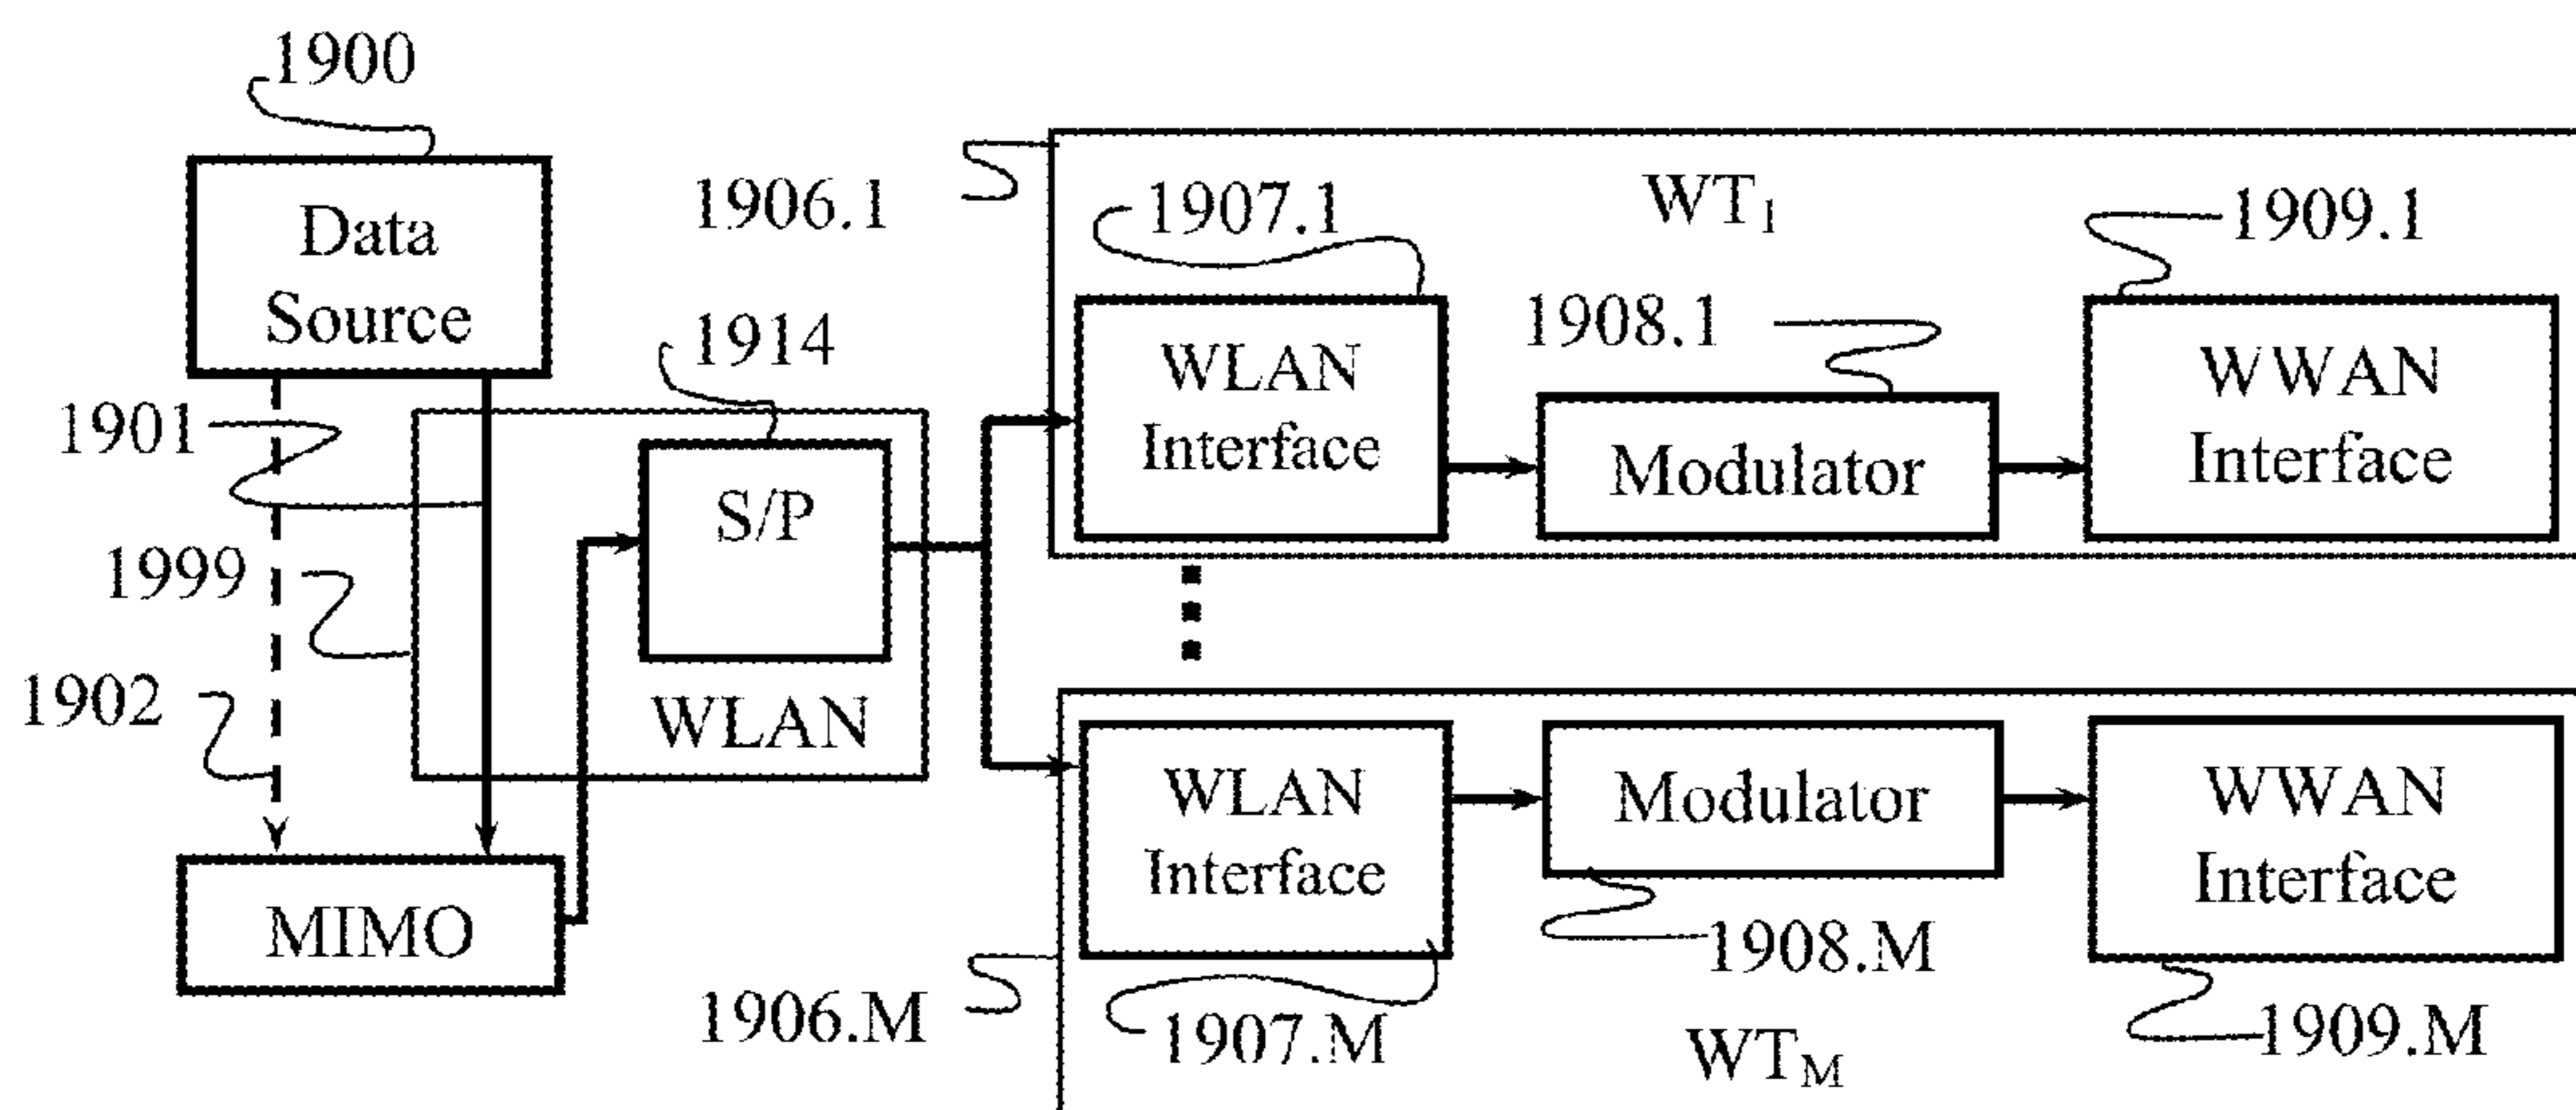 1900
Data
Source
1901
1999
1902
MIMO
1914
S/P
WLAN
1906.1
1907.1
WT1
1909.1
1908.1
WLAN
Interface
Modulator
WWAN
Interface
WLAN
Interface
Modulator
WWAN
Interface
1906.M
1907.M
1908.M
WTM
1909.M